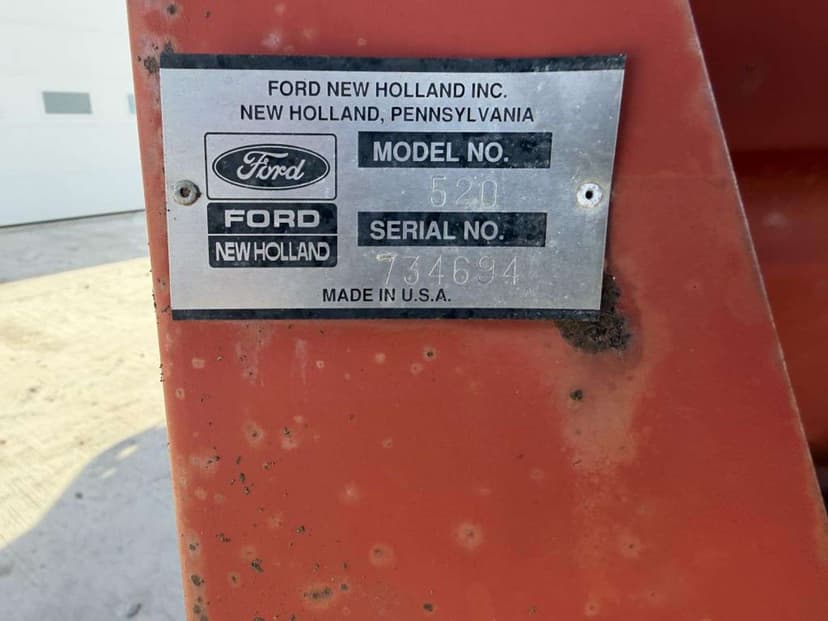 FORD NEW HOLLAND INC.
NEW HOLLAND, PENNSYLVANIA
Ford
FORD
NEW HOLLAND
MODEL NO.
520
SERIAL NO.
734694
MADE IN U.S.A.